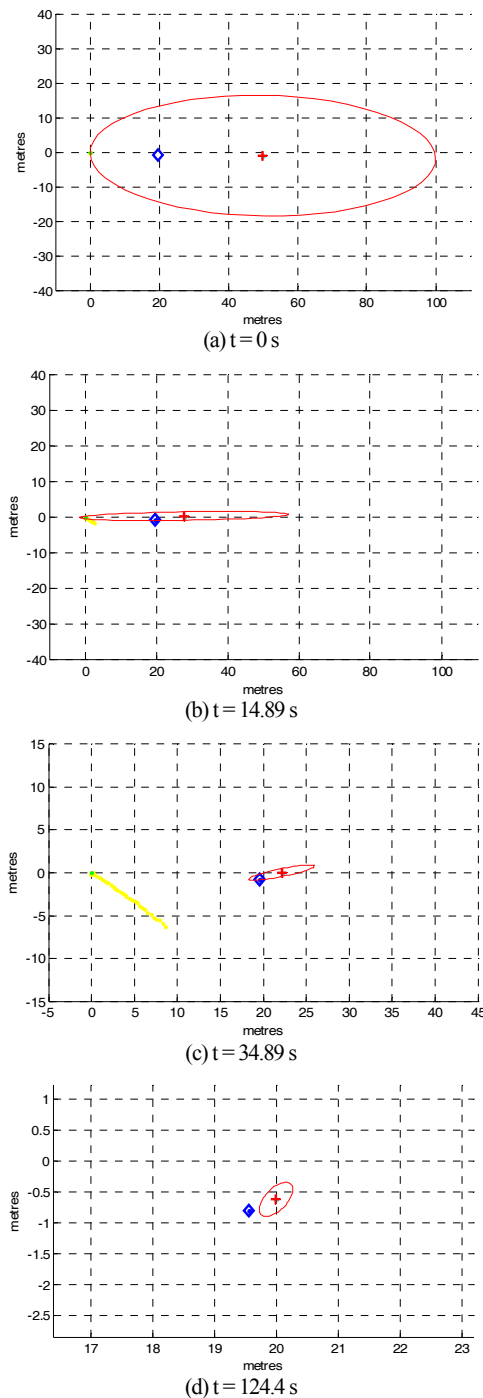 40
30
20
10
0
-10
-20
-30
-40
metres
0 20 40 60 80 100
metres
(a) t = 0 s
40
30
20
10
0
-10
-20
-30
-40
metres
0 20 40 60 80 100
metres
(b) t = 14.89 s
15
10
5
0
-5
-10
-15
metres
-5 0 5 10 15 20 25 30 35 40 45
metres
(c) t = 34.89 s
1
0.5
0
-0.5
-1
-1.5
-2
-2.5
metres
17 18 19 20 21 22 23
metres
(d) t = 124.4 s